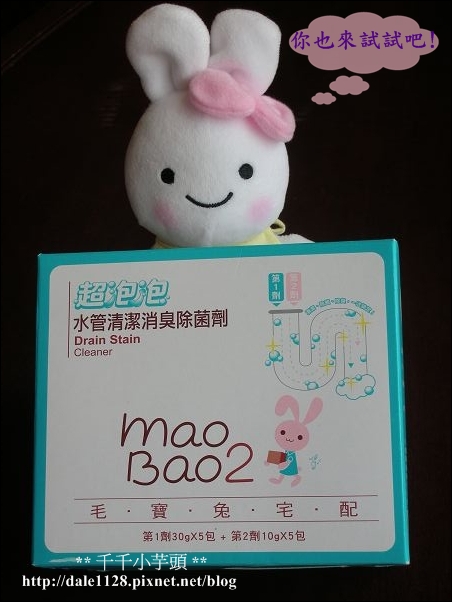 你也來試試吧!
超泡泡
水管清潔消臭除菌劑
Drain Stain
Cleaner
第1劑
第2劑
mao
Bao2
毛‧寶‧兔‧宅‧配
第1劑30gX5包 + 第2劑10gX5包
** 千千小芋頭 **
http://dale1128.pixnet.net/blog